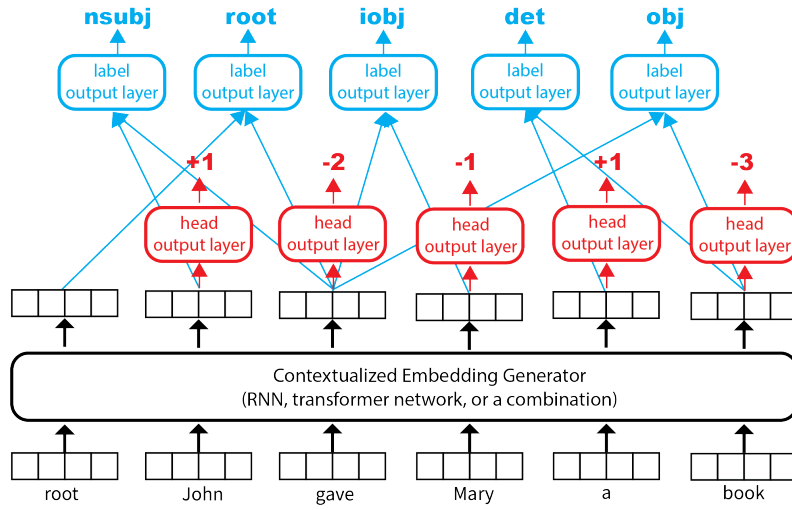 nsubj root iobj det obj
label label label label label
output layer output layer output layer output layer output layer
+1 -2 -1 +1 -3
head head head head head
output layer output layer output layer output layer output layer
Contextualized Embedding Generator
(RNN, transformer network, or a combination)
root John gave Mary a book